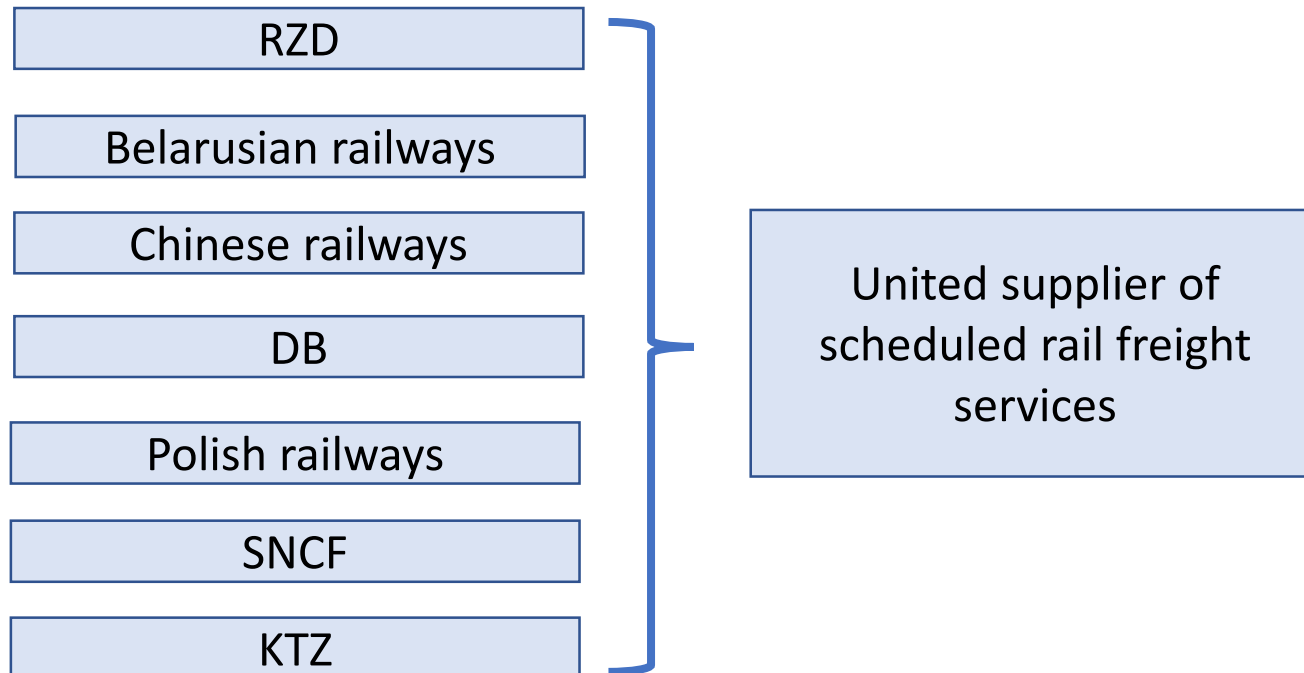 RZD
Belarusian railways
Chinese railways
DB
Polish railways
SNCF
KTZ
United supplier of
scheduled rail freight
services